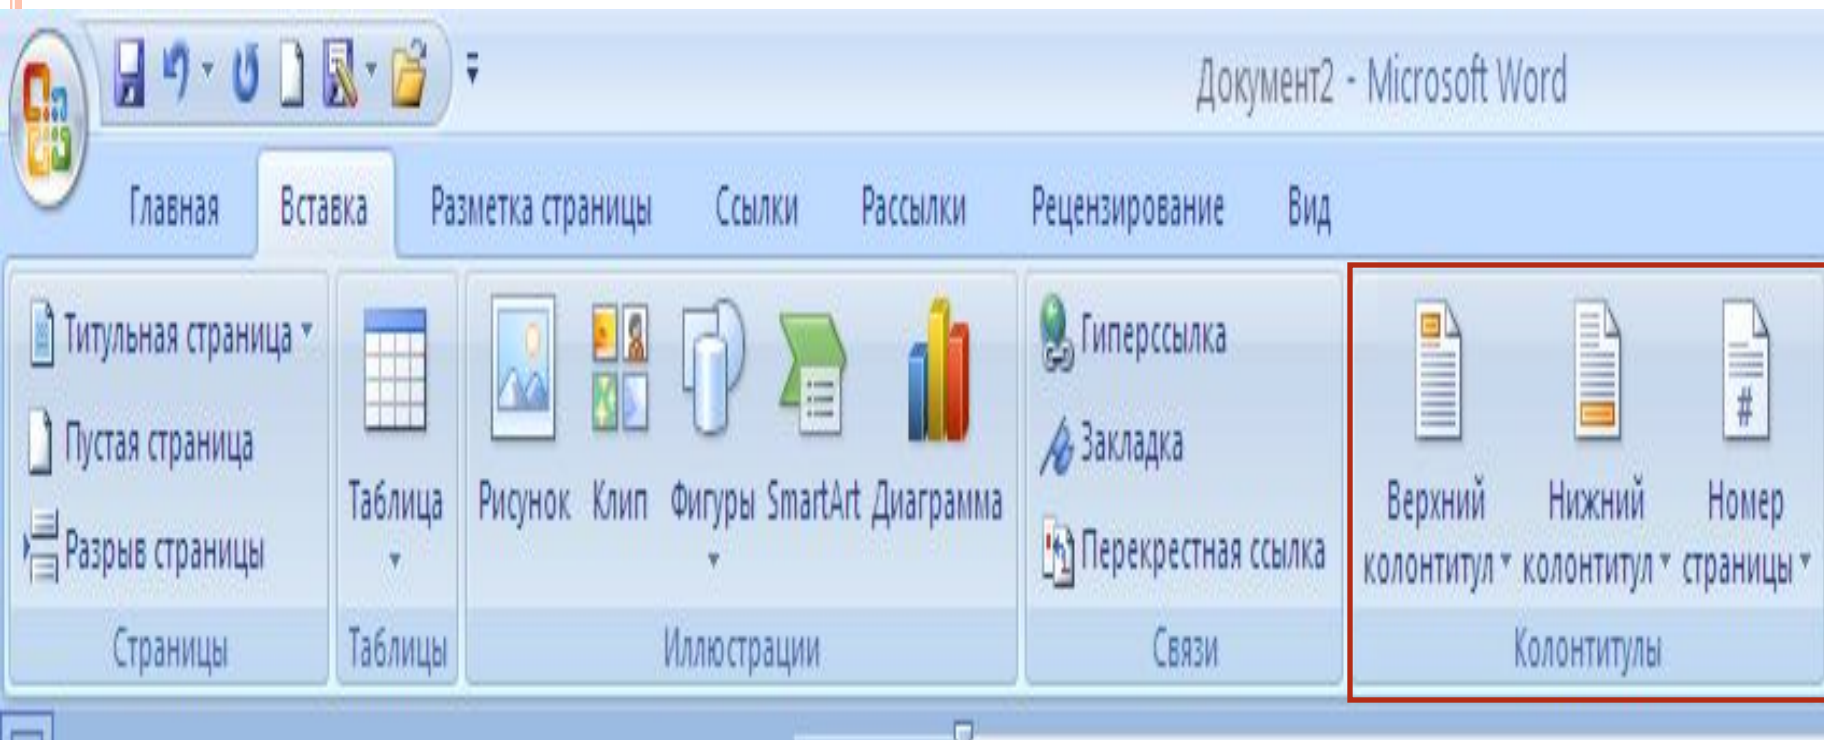 Документ2 - Microsoft Word
Главная Вставка Разметка страницы Ссылки Рассылки Рецензирование Вид
Титульная страница
Пустая страница
Разрыв страницы
Страницы
Таблица
Таблицы
Рисунок Клип Фигуры SmartArt Диаграмма
Иллюстрации
Гиперссылка
Закладка
Перекрестная ссылка
Связи
Верхний
колонтитул
Нижний
колонтитул
#
Номер
страницы
Колонтитулы